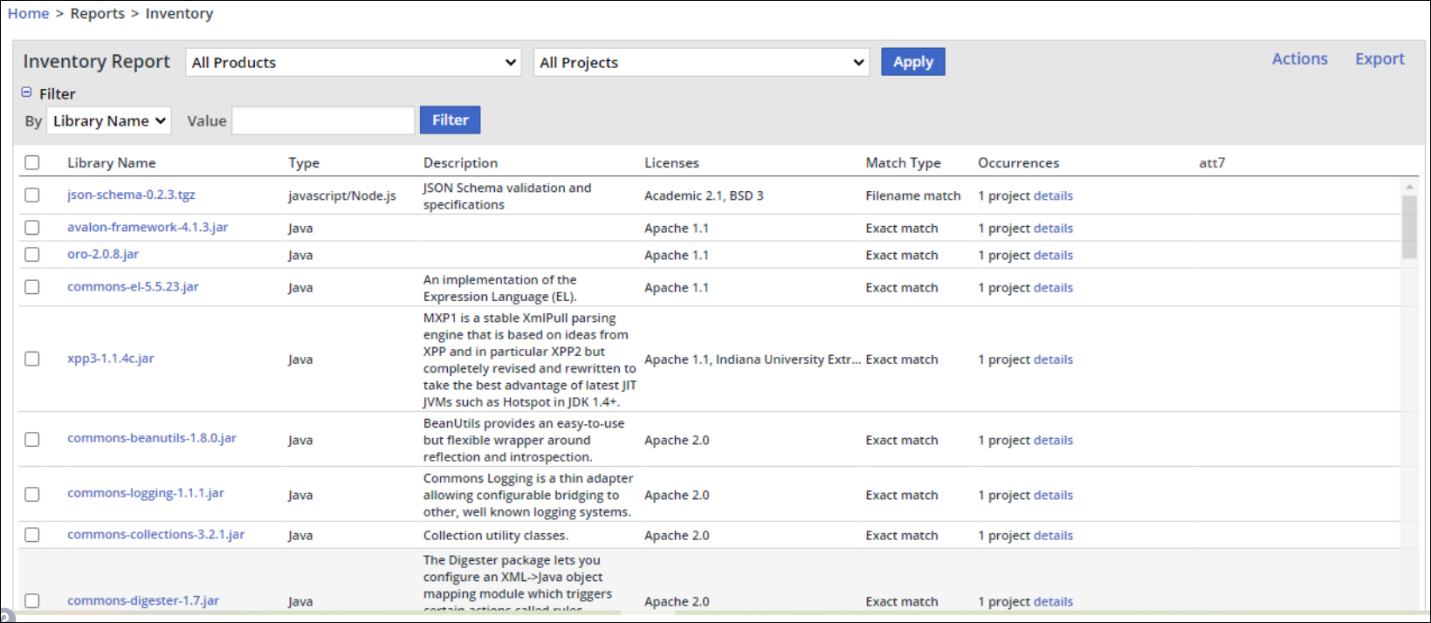 Home > Reports > Inventory
Inventory Report All Products All Projects Apply Actions Export
Filter
By Library Name Value Filter
Library Name Type Description Licenses Match Type Occurrences att7
json-schema-0.2.3.tgz javascript/Node.js JSON Schema validation and
specifications Academic 2.1, BSD 3 Filename match 1 project details
avalon-framework-4.1.3.jar Java Apache 1.1 Exact match 1 project details
oro-2.0.8.jar Java Apache 1.1 Exact match 1 project details
commons-el-5.5.23.jar Java An implementation of the
Expression Language (EL). Apache 1.1 Exact match 1 project details
xpp3-1.1.4c.jar Java MXP1 is a stable XmlPull parsing
engine that is based on ideas from
XPP and in particular XPP2 but
completely revised and rewritten to
take the best advantage of latest JIT
JVMs such as Hotspot in JDK 1.4+. Apache 1.1, Indiana University Extr... Exact match 1 project details
commons-beanutils-1.8.0.jar Java BeanUtils provides an easy-to-use
but flexible wrapper around
reflection and introspection. Apache 2.0 Exact match 1 project details
commons-logging-1.1.1.jar Java Commons Logging is a thin adapter
allowing configurable bridging to
other, well known logging systems. Apache 2.0 Exact match 1 project details
commons-collections-3.2.1.jar Java Collection utility classes. Apache 2.0 Exact match 1 project details
commons-digester-1.7.jar Java The Digester package lets you
configure an XML->Java object
mapping module which triggers
certain actions called rules Apache 2.0 Exact match 1 project details